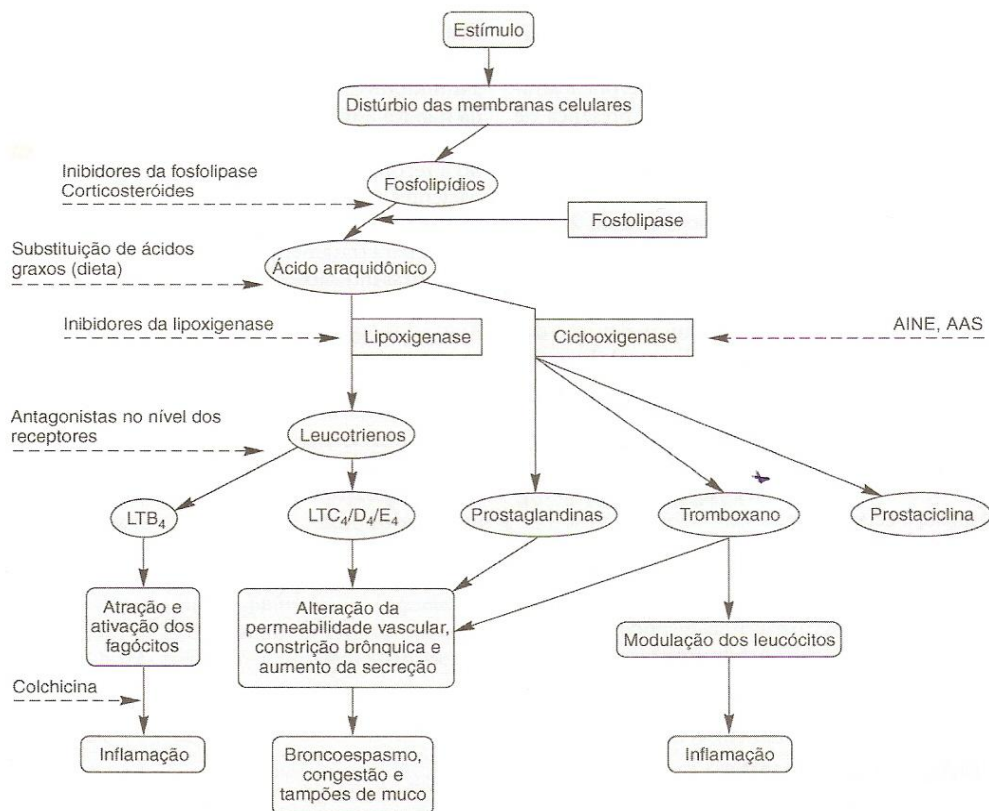 Estímulo
Distúrbio das membranas celulares
Inibidores da fosfolipase
Corticosteróides
Fosfolipídios
Fosfolipase
Substituição de ácidos
graxos (dieta)
Ácido araquidônico
Inibidores da lipoxigenase
Lipoxigenase
Ciclooxigenase
AINE, AAS
Antagonistas no nível dos
receptores
Leucotrienos
LTB₄
LTC₄/D₄/E₄
Prostaglandinas
Tromboxano
Prostaciclina
Atração e
ativação dos
fagócitos
Alteração da
permeabilidade vascular,
constrição brônquica e
aumento da secreção
Modulação dos leucócitos
Colchicina
Inflamação
Broncoespasmo,
congestão e
tampões de muco
Inflamação